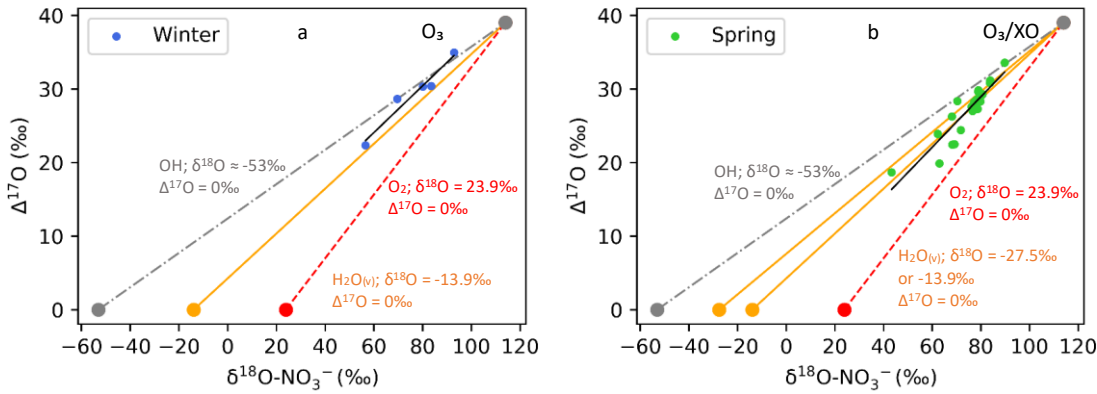 Winter
a
O₃
Δ¹⁷O (‰)
40
30
20
10
0
OH; δ¹⁸O ≈ -53‰
Δ¹⁷O = 0‰
O₂; δ¹⁸O = 23.9‰
Δ¹⁷O = 0‰
H₂O(v); δ¹⁸O = -13.9‰
Δ¹⁷O = 0‰
−60 −40 −20 0 20 40 60 80 100 120
δ¹⁸O-NO₃⁻ (‰)
Spring
b
O₃/XO
Δ¹⁷O (‰)
40
30
20
10
0
OH; δ¹⁸O ≈ -53‰
Δ¹⁷O = 0‰
O₂; δ¹⁸O = 23.9‰
Δ¹⁷O = 0‰
H₂O(v); δ¹⁸O = -27.5‰
or -13.9‰
Δ¹⁷O = 0‰
−60 −40 −20 0 20 40 60 80 100 120
δ¹⁸O-NO₃⁻ (‰)